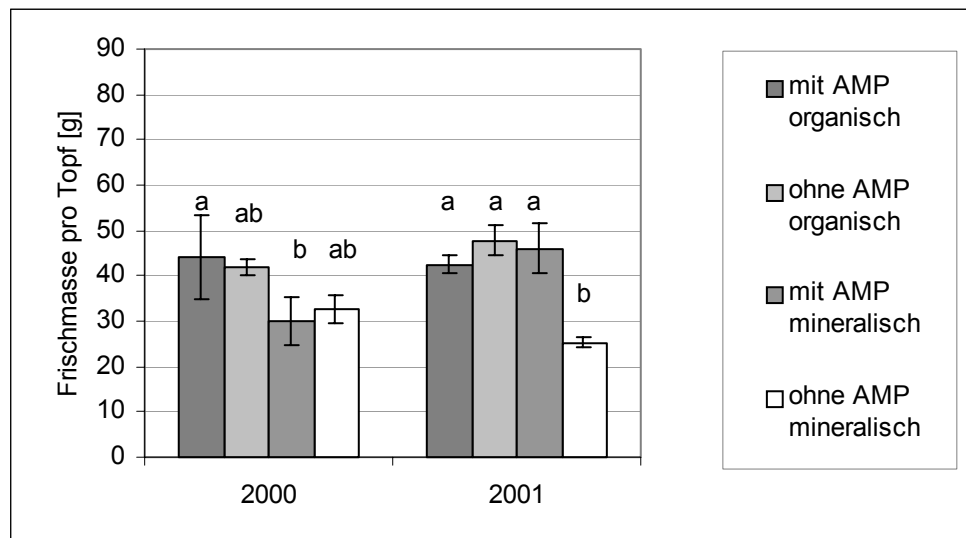 Frischmasse pro Topf [g]
90
80
70
60
50
40
30
20
10
0
a
ab
b
ab
a
a
a
b
2000
2001
mit AMP
organisch
ohne AMP
organisch
mit AMP
mineralisch
ohne AMP
mineralisch